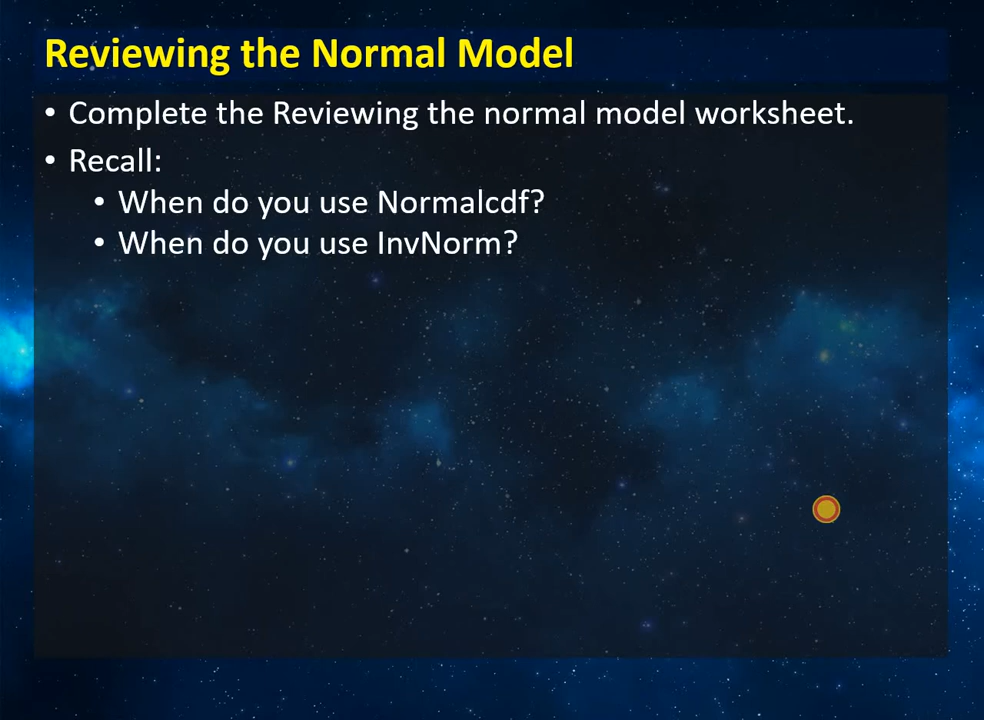 Reviewing the Normal Model
• Complete the Reviewing the normal model worksheet.
• Recall:
• When do you use Normalcdf?
• When do you use InvNorm?